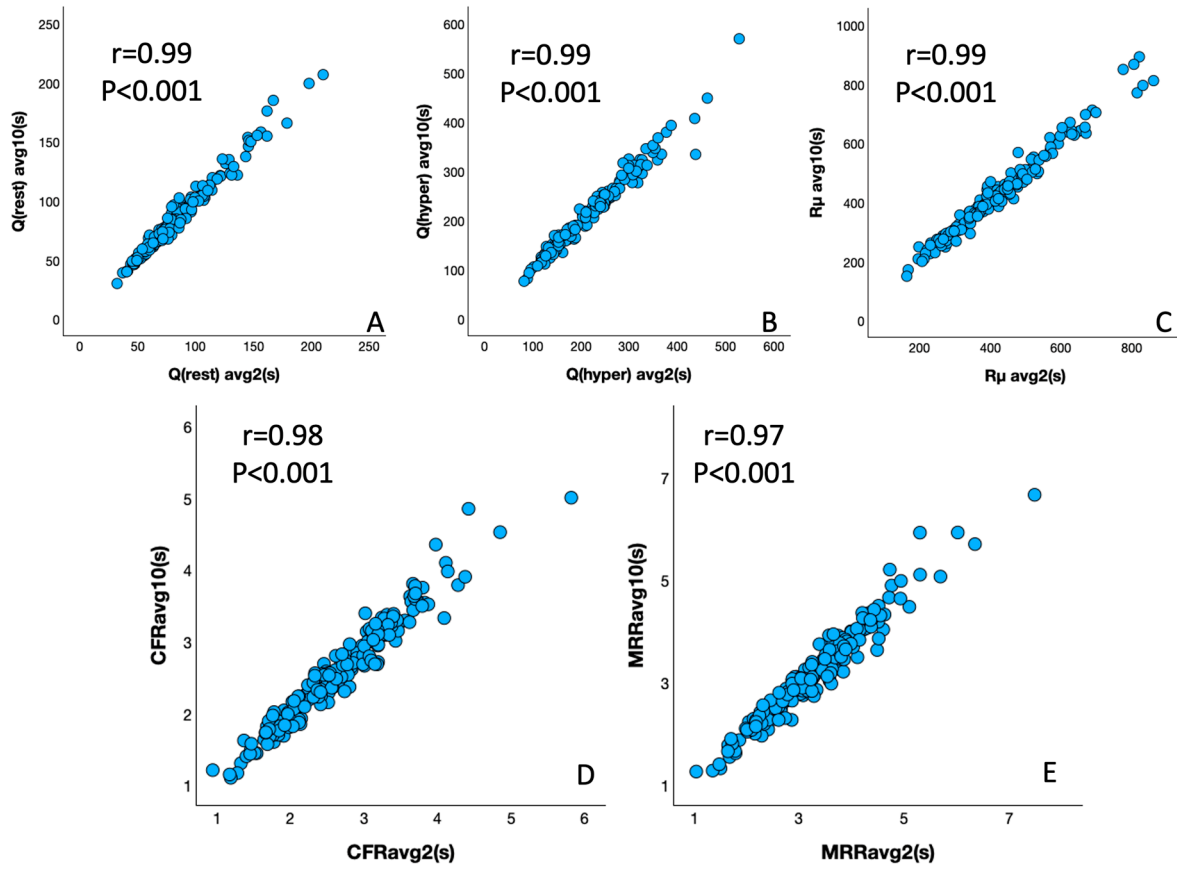 r=0.99
P<0.001
Q(rest) avg10(s)
250
200
150
100
50
0
0 50 100 150 200 250
Q(rest) avg2(s)
A
r=0.99
P<0.001
Q(hyper) avg10(s)
600
500
400
300
200
100
0
0 100 200 300 400 500 600
Q(hyper) avg2(s)
B
r=0.99
P<0.001
Rμ avg10(s)
1000
800
600
400
200
0
200 400 600 800
Rμ avg2(s)
C
r=0.98
P<0.001
CFRavg10(s)
6
5
4
3
2
1
1 2 3 4 5 6
CFRavg2(s)
D
r=0.97
P<0.001
MRRavg10(s)
7
5
3
1
1 3 5 7
MRRavg2(s)
E